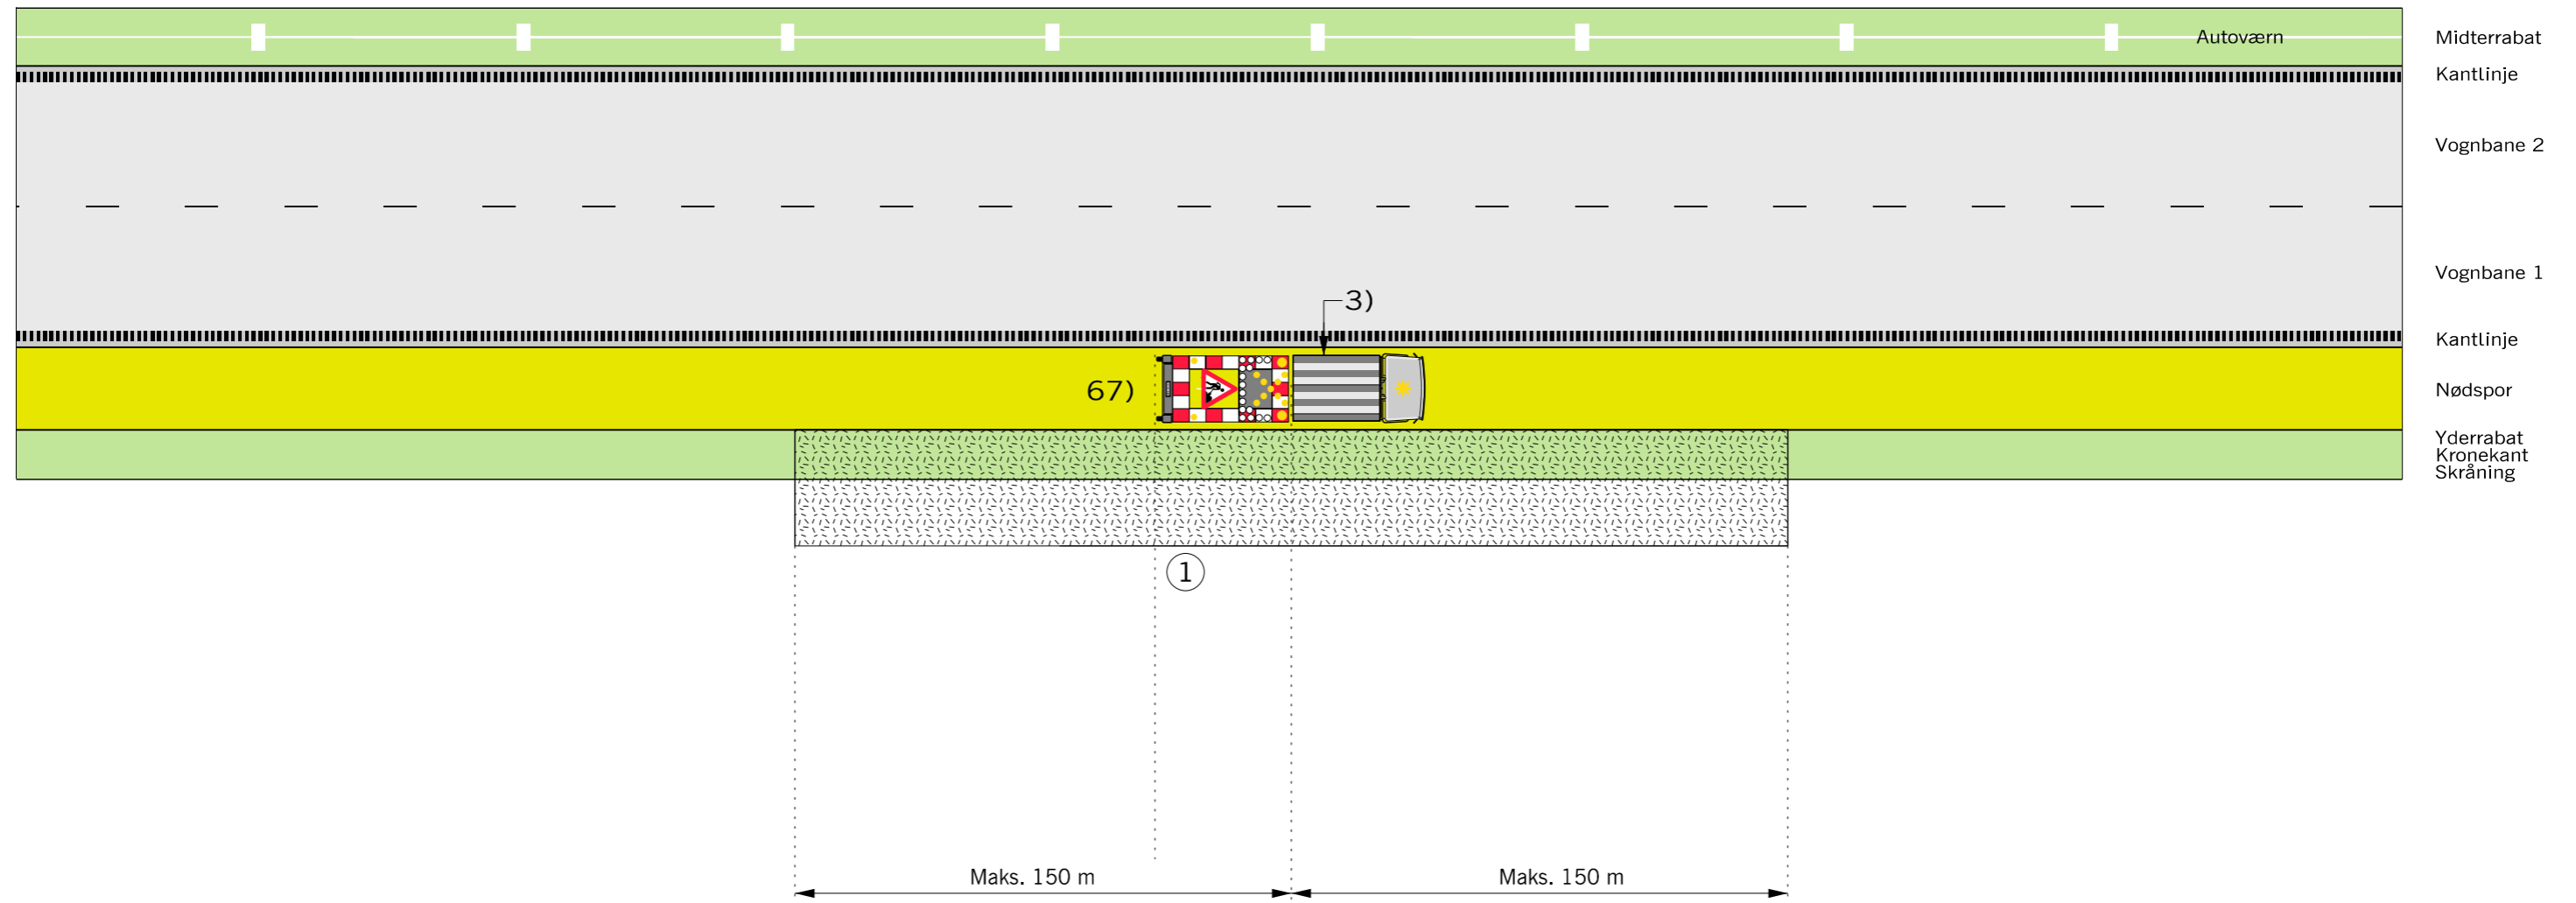 Autoværn
Midterrabat
Kantlinje
Vognbane 2
Vognbane 1
3)
Kantlinje
67)
Nødspor
Yderrabat
Kronekant
Skråning
1
Maks. 150 m
Maks. 150 m